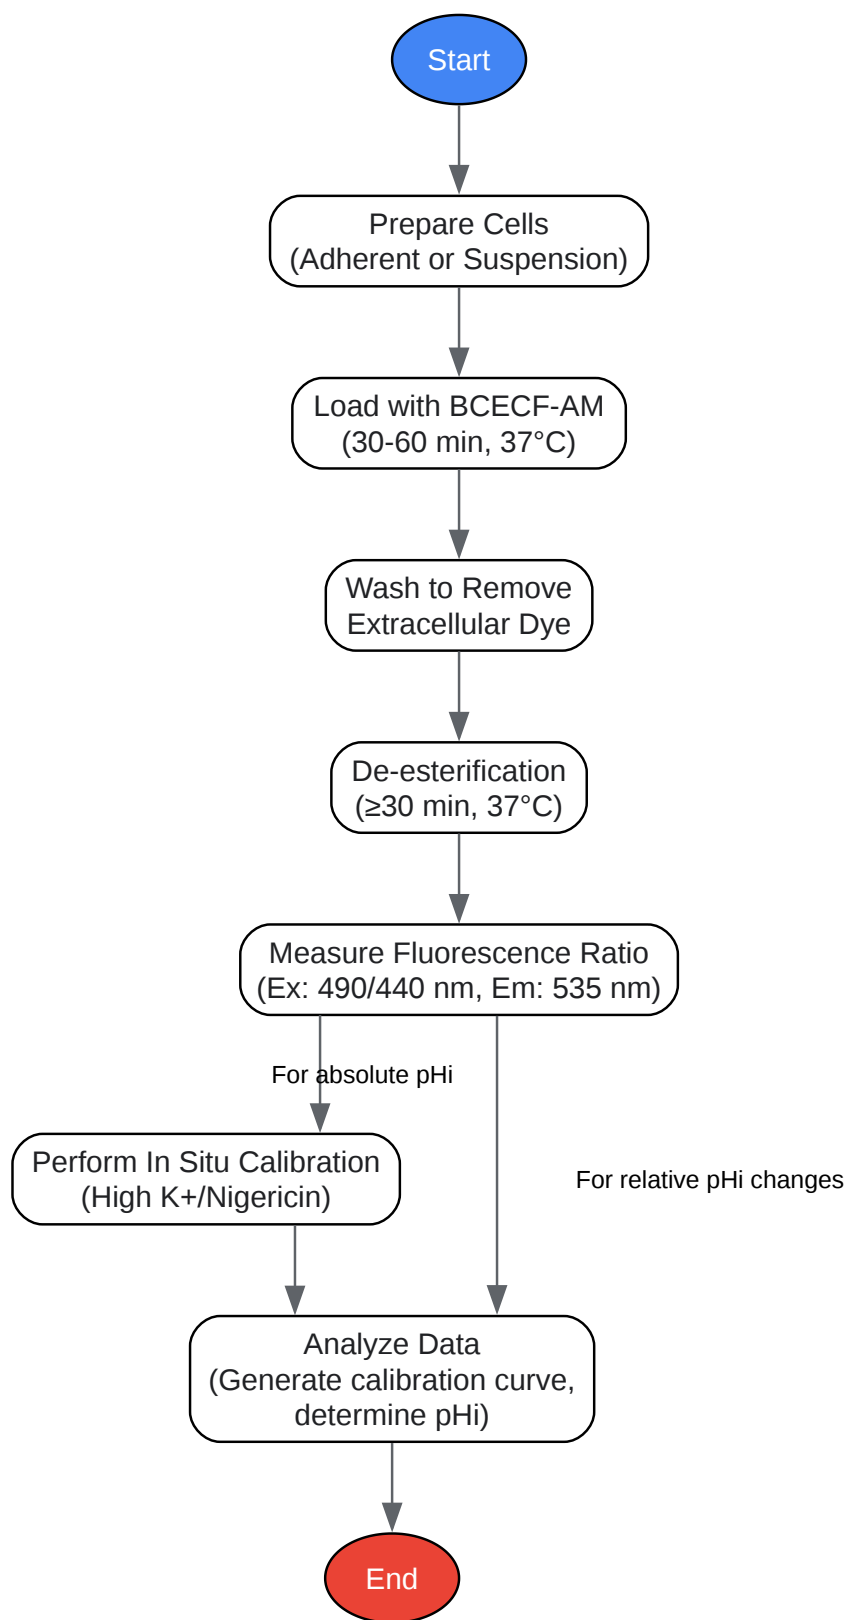 Start
Prepare Cells
(Adherent or Suspension)
Load with BCECF-AM
(30-60 min, 37°C)
Wash to Remove
Extracellular Dye
De-esterification
(≥30 min, 37°C)
Measure Fluorescence Ratio
(Ex: 490/440 nm, Em: 535 nm)
For absolute pHi
Perform In Situ Calibration
(High K+/Nigericin)
For relative pHi changes
Analyze Data
(Generate calibration curve,
determine pHi)
End